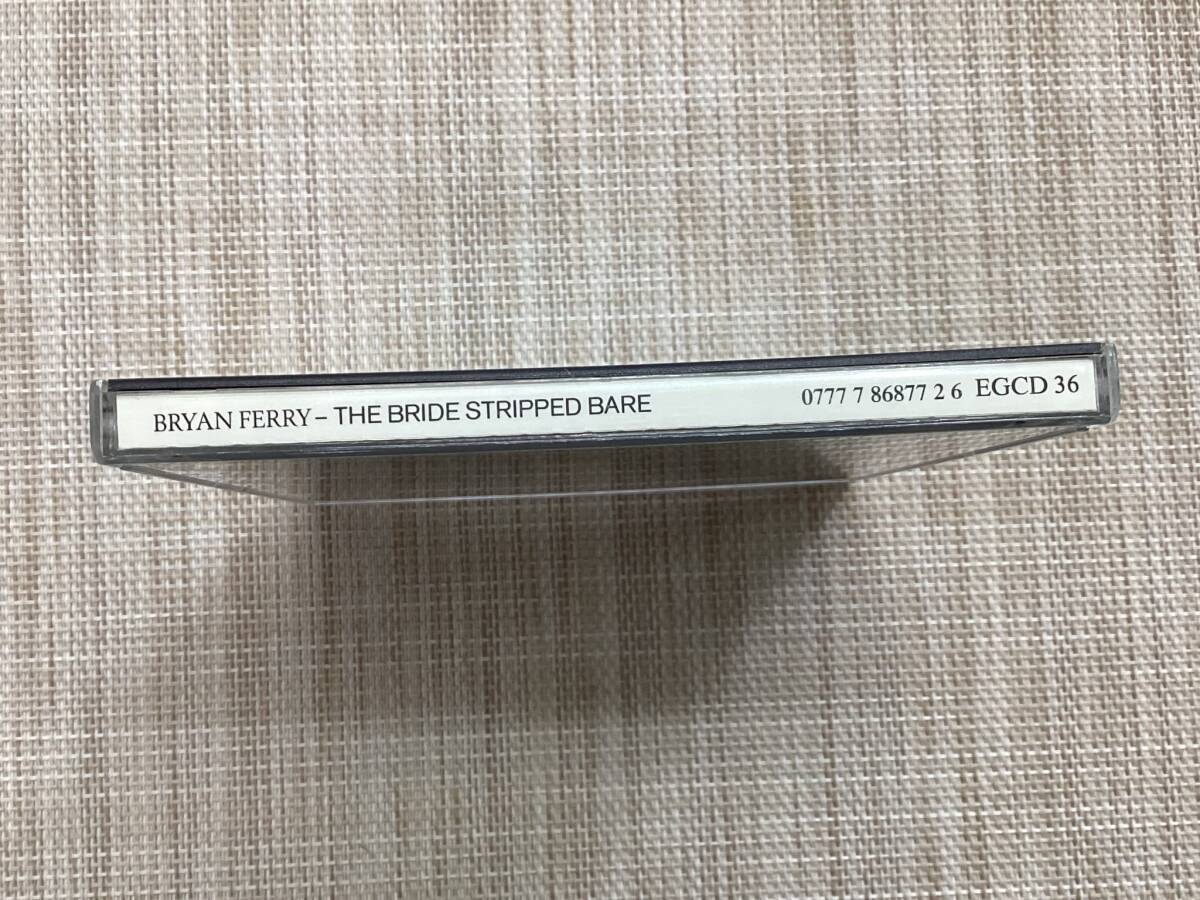 BRYAN FERRY – THE BRIDE STRIPPED BARE 0777 7 86877 2 6 EGCD 36